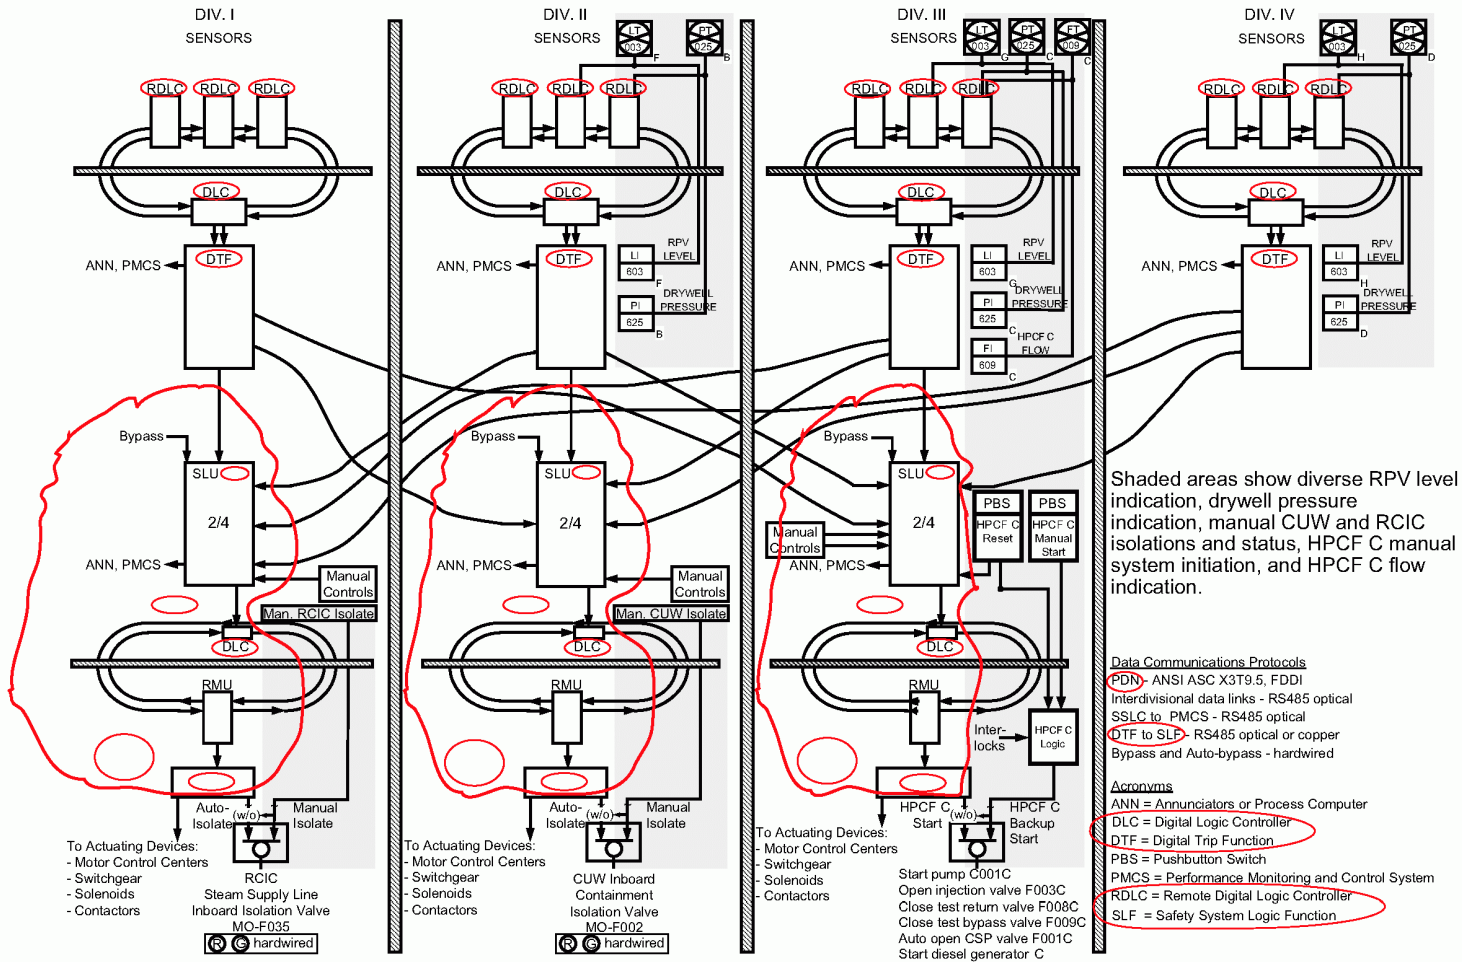 DIV. I
SENSORS
RDLC RDLC RDLC
DLC
DTF
ANN, PMCS
Bypass
SLU
2/4
ANN, PMCS
Manual
Controls
Man. RCIC Isolate
DLC
RMU
Auto-
Isolate
(w/o)
Manual
Isolate
To Actuating Devices:
- Motor Control Centers
- Switchgear
- Solenoids
- Contactors
RCIC
Steam Supply Line
Inboard Isolation Valve
MO-F035
R G hardwired
DIV. II
SENSORS
LT
003
F
PT
025
B
RDLC RDLC RDLC
DLC
DTF
ANN, PMCS
LI
603
F
RPV
LEVEL
PI
625
B
DRYWELL
PRESSURE
Bypass
SLU
2/4
ANN, PMCS
Manual
Controls
Man. CUW Isolate
DLC
RMU
Auto-
Isolate
(w/o)
Manual
Isolate
To Actuating Devices:
- Motor Control Centers
- Switchgear
- Solenoids
- Contactors
CUW Inboard
Containment
Isolation Valve
MO-F002
R G hardwired
DIV. III
SENSORS
LT
003
G
PT
025
C
FT
009
C
RDLC RDLC RDLC
DLC
DTF
ANN, PMCS
LI
603
G
RPV
LEVEL
PI
625
C
DRYWELL
PRESSURE
FI
609
C
HPCF C
FLOW
Bypass
SLU
2/4
Manual
Controls
ANN, PMCS
PBS
HPCF C
Reset
PBS
HPCF C
Manual
Start
DLC
RMU
Inter-
locks
HPCF C
Logic
HPCF C
Start
(w/o)
HPCF C
Backup
Start
To Actuating Devices:
- Motor Control Centers
- Switchgear
- Solenoids
- Contactors
Start pump C001C
Open injection valve F003C
Close test return valve F008C
Close test bypass valve F009C
Auto open CSP valve F001C
Start diesel generator C
DIV. IV
SENSORS
LT
003
H
PT
025
D
RDLC RDLC RDLC
DLC
DTF
ANN, PMCS
LI
603
H
RPV
LEVEL
PI
625
D
DRYWELL
PRESSURE
Shaded areas show diverse RPV level
indication, drywell pressure
indication, manual CUW and RCIC
isolations and status, HPCF C manual
system initiation, and HPCF C flow
indication.
Data Communications Protocols
PDN - ANSI ASC X3T9.5, FDDI
Interdivisional data links - RS485 optical
SSLC to PMCS - RS485 optical
DTF to SLF - RS485 optical or copper
Bypass and Auto-bypass - hardwired
Acronyms
ANN = Annunciators or Process Computer
DLC = Digital Logic Controller
DTF = Digital Trip Function
PBS = Pushbutton Switch
PMCS = Performance Monitoring and Control System
RDLC = Remote Digital Logic Controller
SLF = Safety System Logic Function